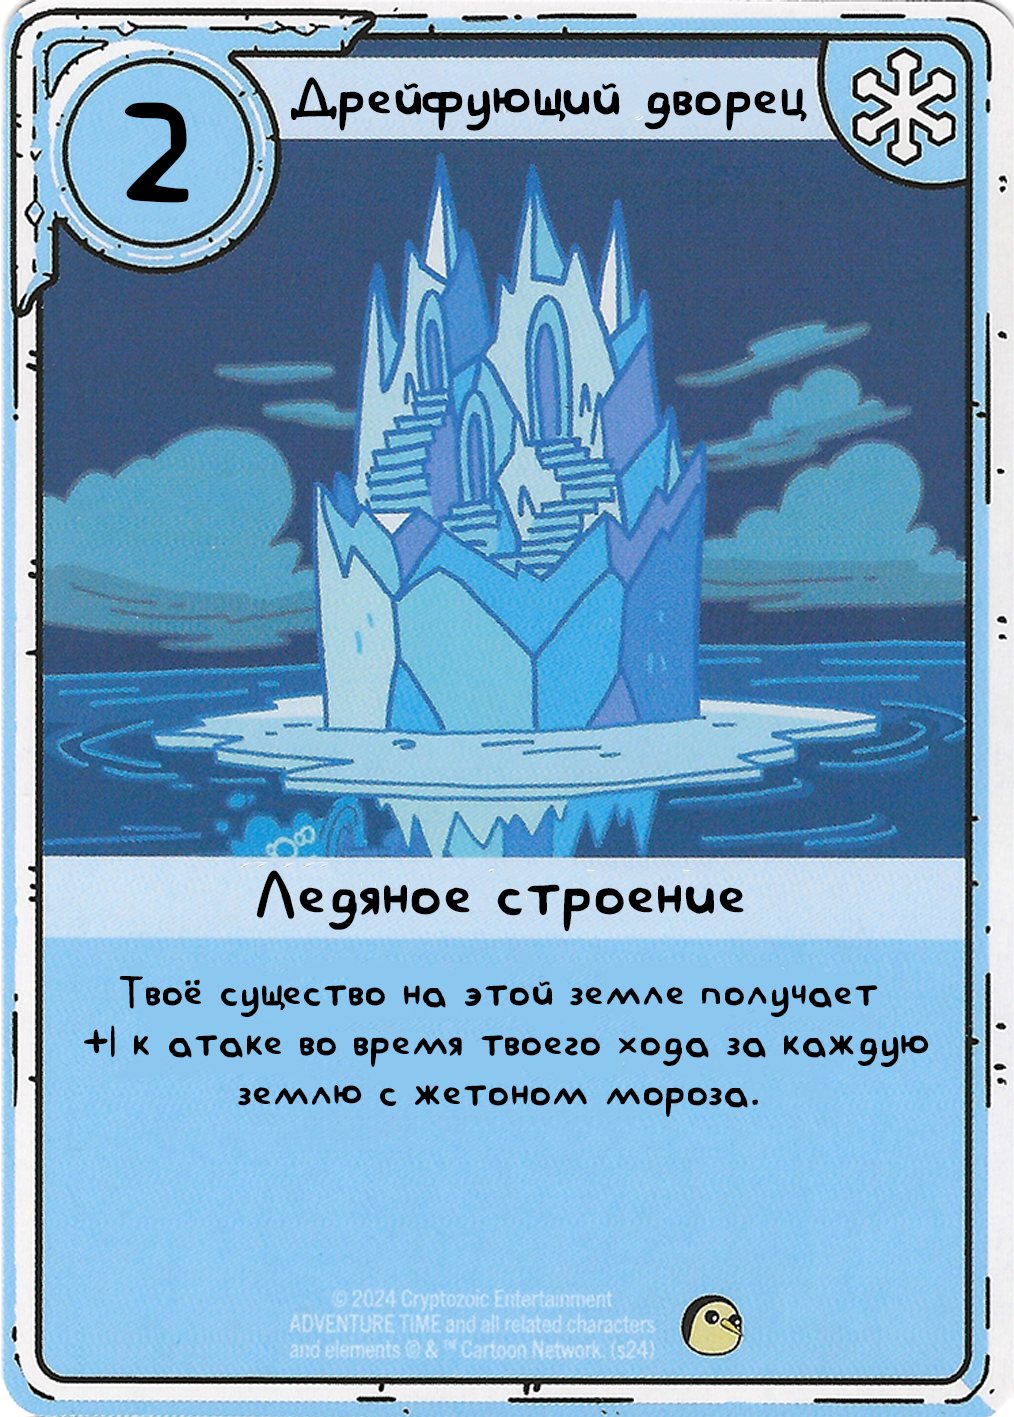 2
Дрейфующий дворец
Ледяное строение
Твоё существо на этой земле получает
+1 к атаке во время твоего хода за каждую
землю с жетоном мороза.
© 2024 Cryptozoic Entertainment
ADVENTURE TIME and all related characters
and elements © & ™ Cartoon Network. (s24)